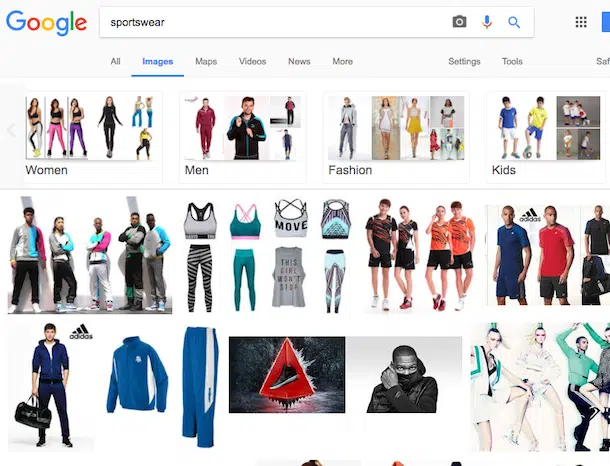 Google
sportswear
All Images Maps Videos News More Settings Tools Saf
Women Men Fashion Kids
adidas
MOVE
THIS
GIRL
WON'T
STOP
adidas